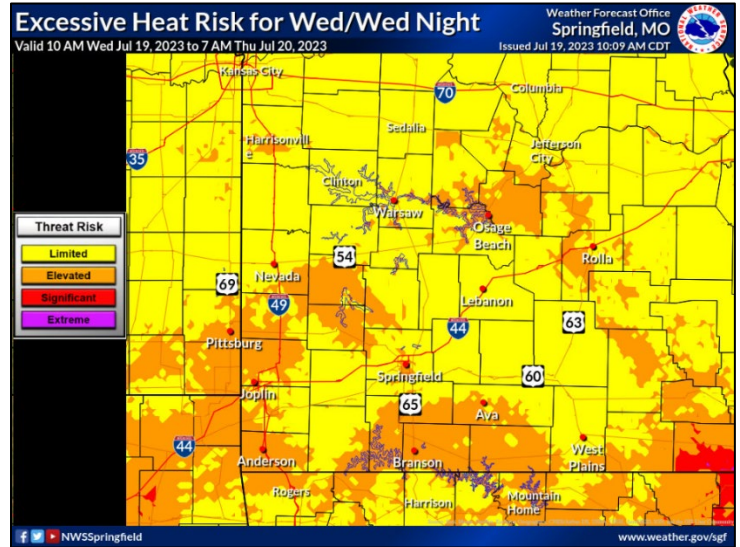 Excessive Heat Risk for Wed/Wed Night
Valid 10 AM Wed Jul 19, 2023 to 7 AM Thu Jul 20, 2023
Weather Forecast Office
Springfield, MO
Issued Jul 19, 2023 10:09 AM CDT
Kansas City
70
Columbia
Sedalia
Harrisonvill
e
Jefferson
City
35
Clinton
Warsaw
Osage
Beach
Threat Risk
Limited
Elevated
Significant
Extreme
54
Rolla
Nevada
69
Lebanon
49
63
44
Pittsburg
Springfield
60
Joplin
65
Ava
44
West
Plains
Anderson
Branson
Rogers
Harrison
Mountain
Home
NWSSpringfield
www.weather.gov/sgf